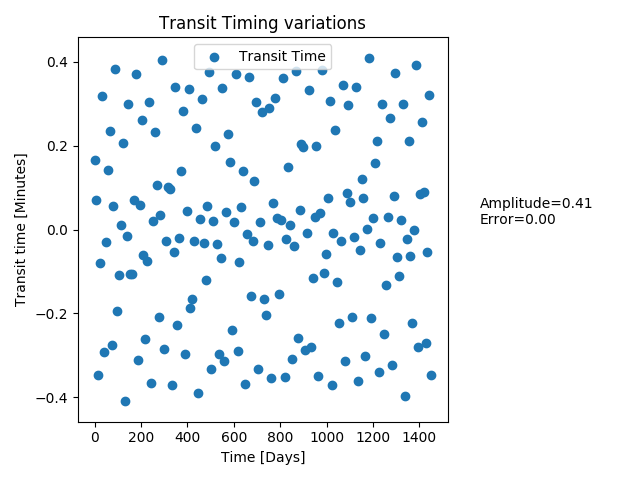 Transit Timing variations
Transit Time
0.4
0.2
0.0
−0.2
−0.4
Transit time [Minutes]
Amplitude=0.41
Error=0.00
0 200 400 600 800 1000 1200 1400
Time [Days]